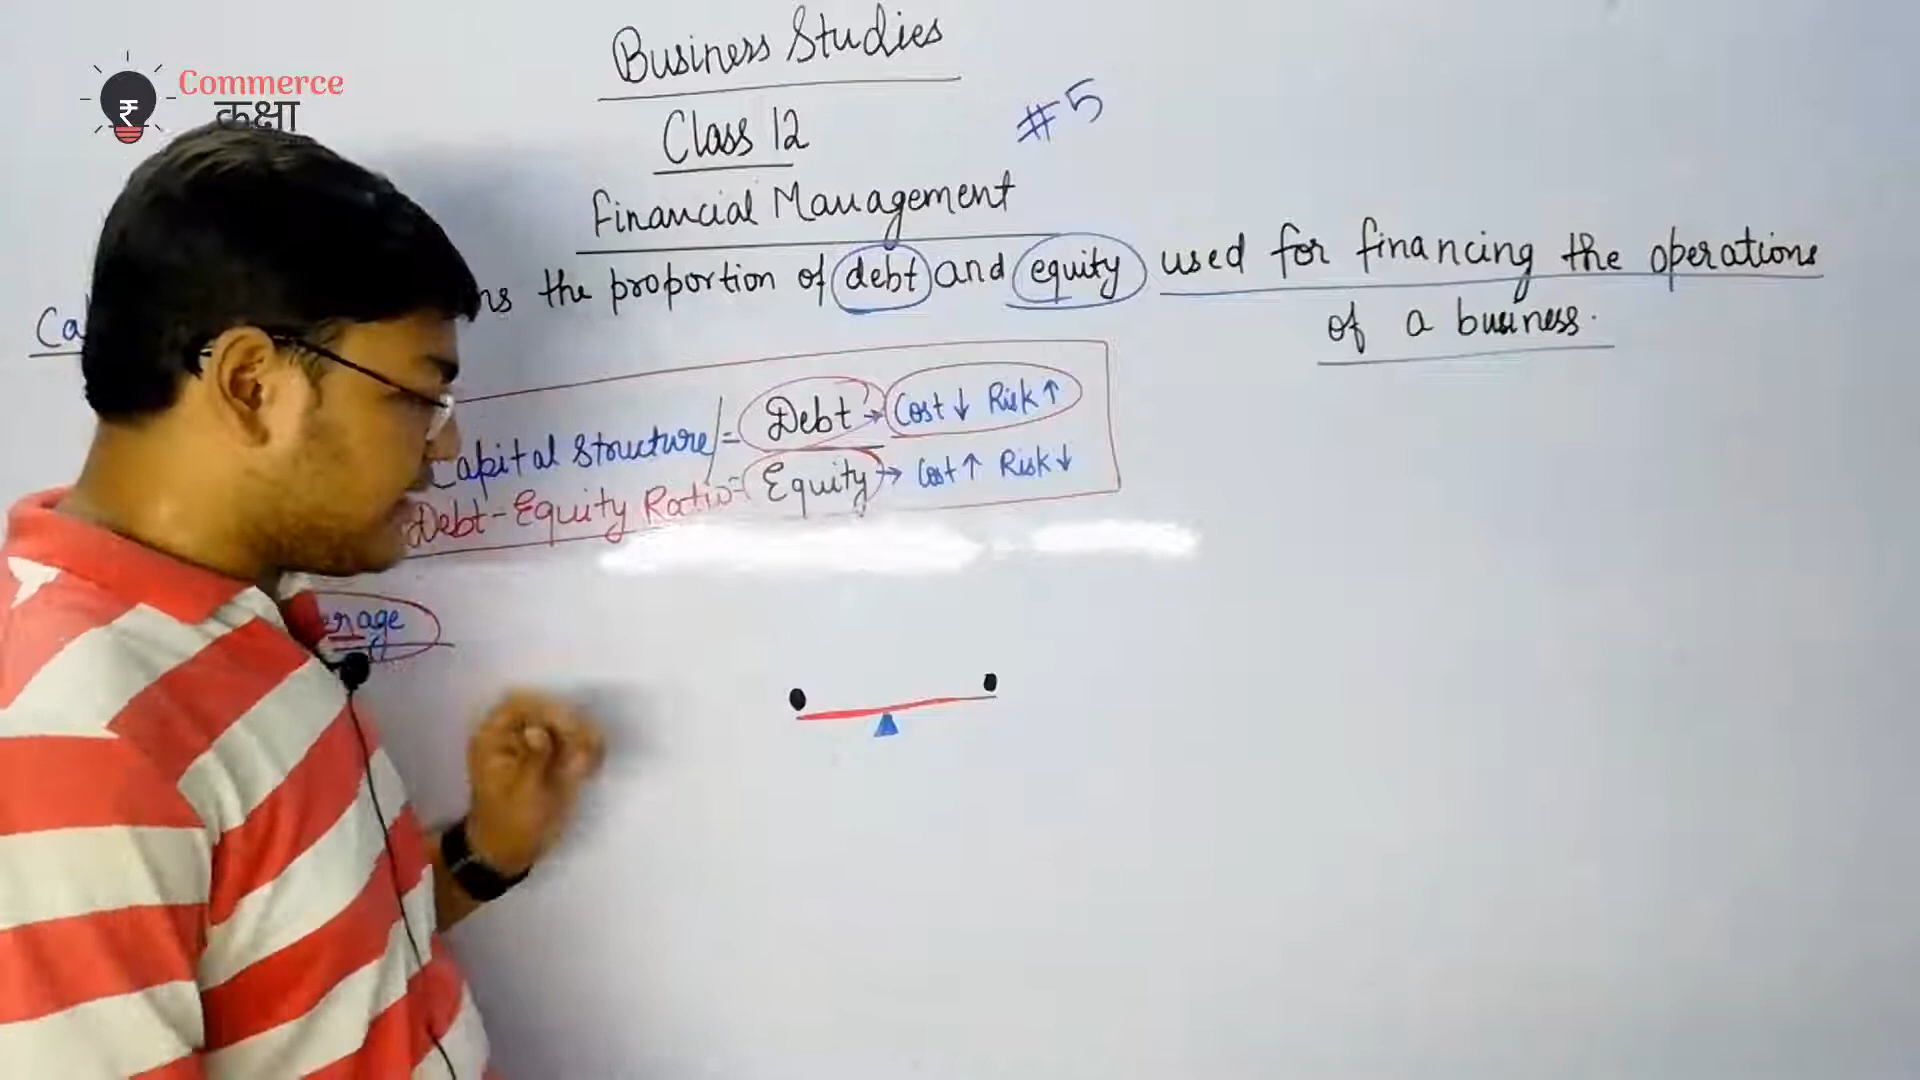 Commerce
कक्षा
Business Studies
Class 12
#5
Financial Management
the proportion of debt and equity used for financing the operations
of a business.
Capital Structure / = Debt → Cost ↓ Risk ↑
Debt-Equity Ratio = Equity → Cost ↑ Risk ↓